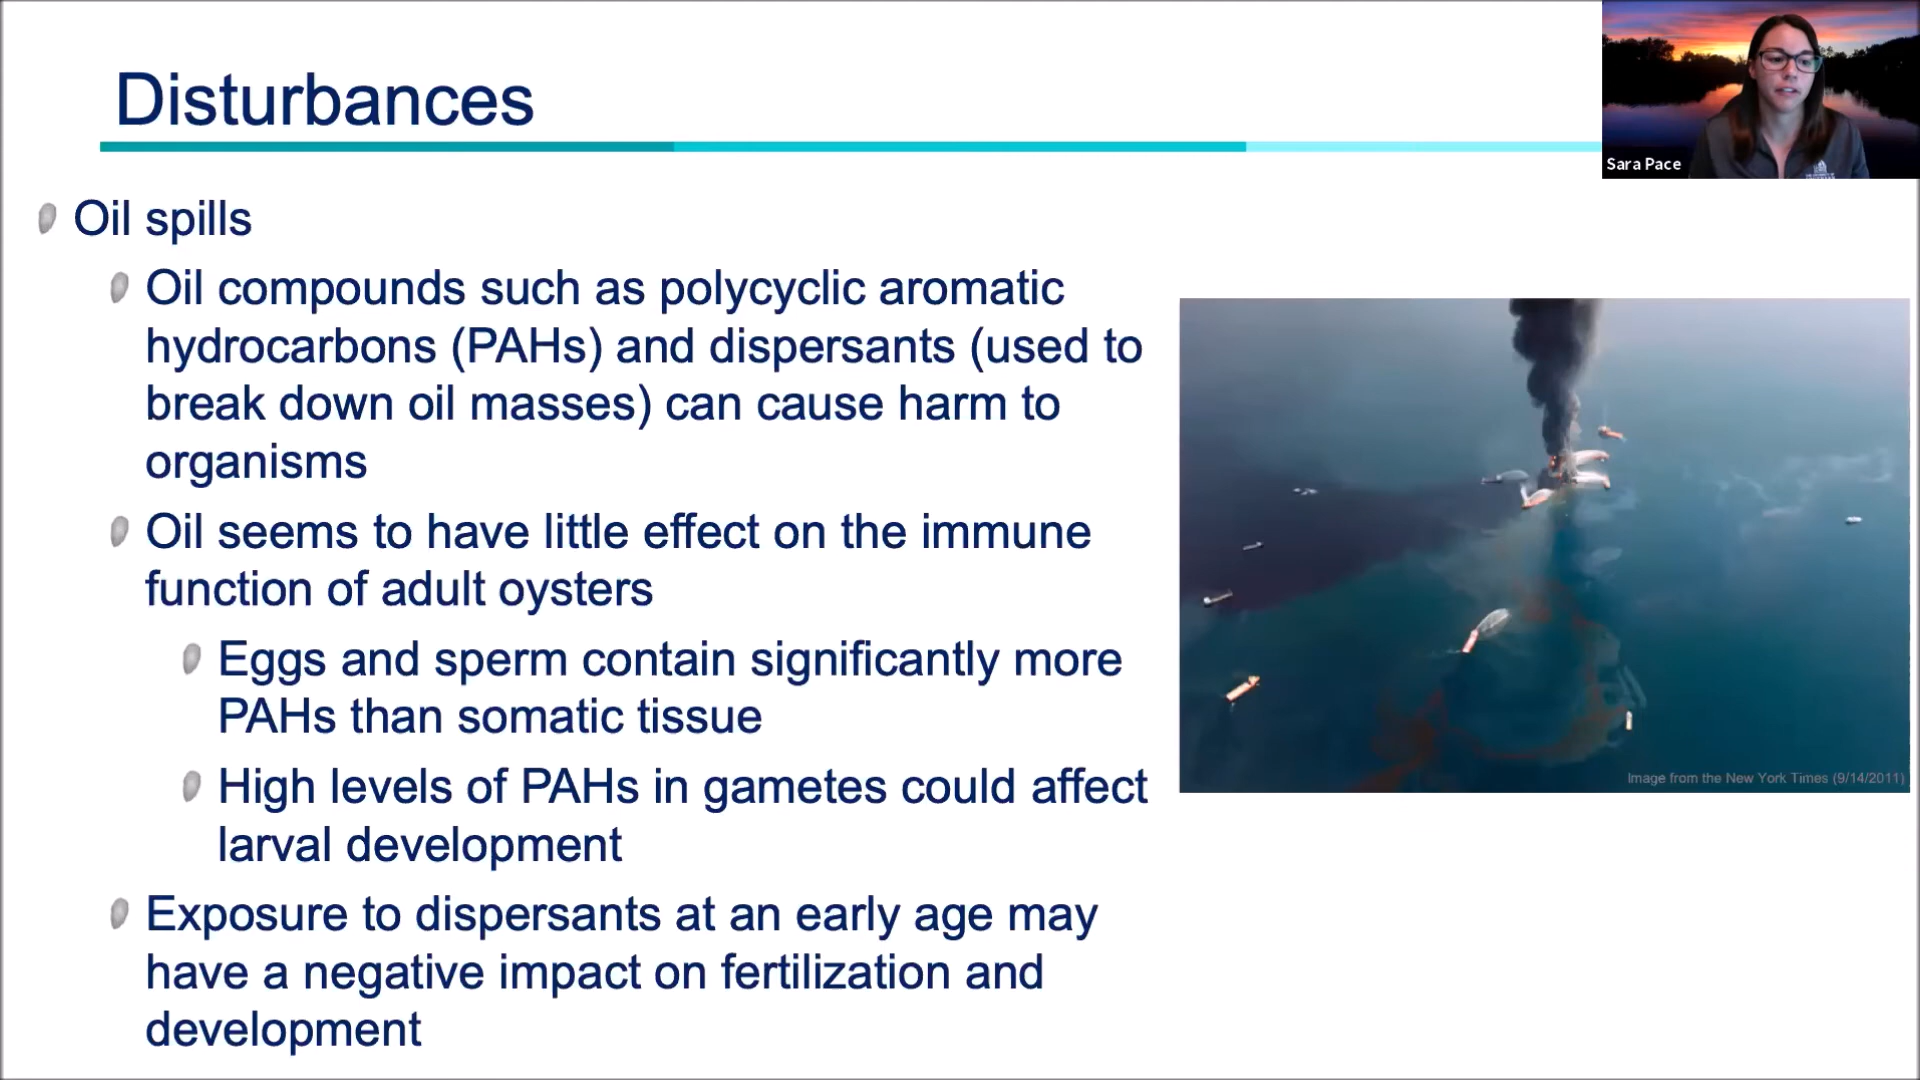 Disturbances
Sara Pace
Oil spills
Oil compounds such as polycyclic aromatic
hydrocarbons (PAHs) and dispersants (used to
break down oil masses) can cause harm to
organisms
Oil seems to have little effect on the immune
function of adult oysters
Eggs and sperm contain significantly more
PAHs than somatic tissue
High levels of PAHs in gametes could affect
larval development
Exposure to dispersants at an early age may
have a negative impact on fertilization and
development
Image from the New York Times (9/14/2011)